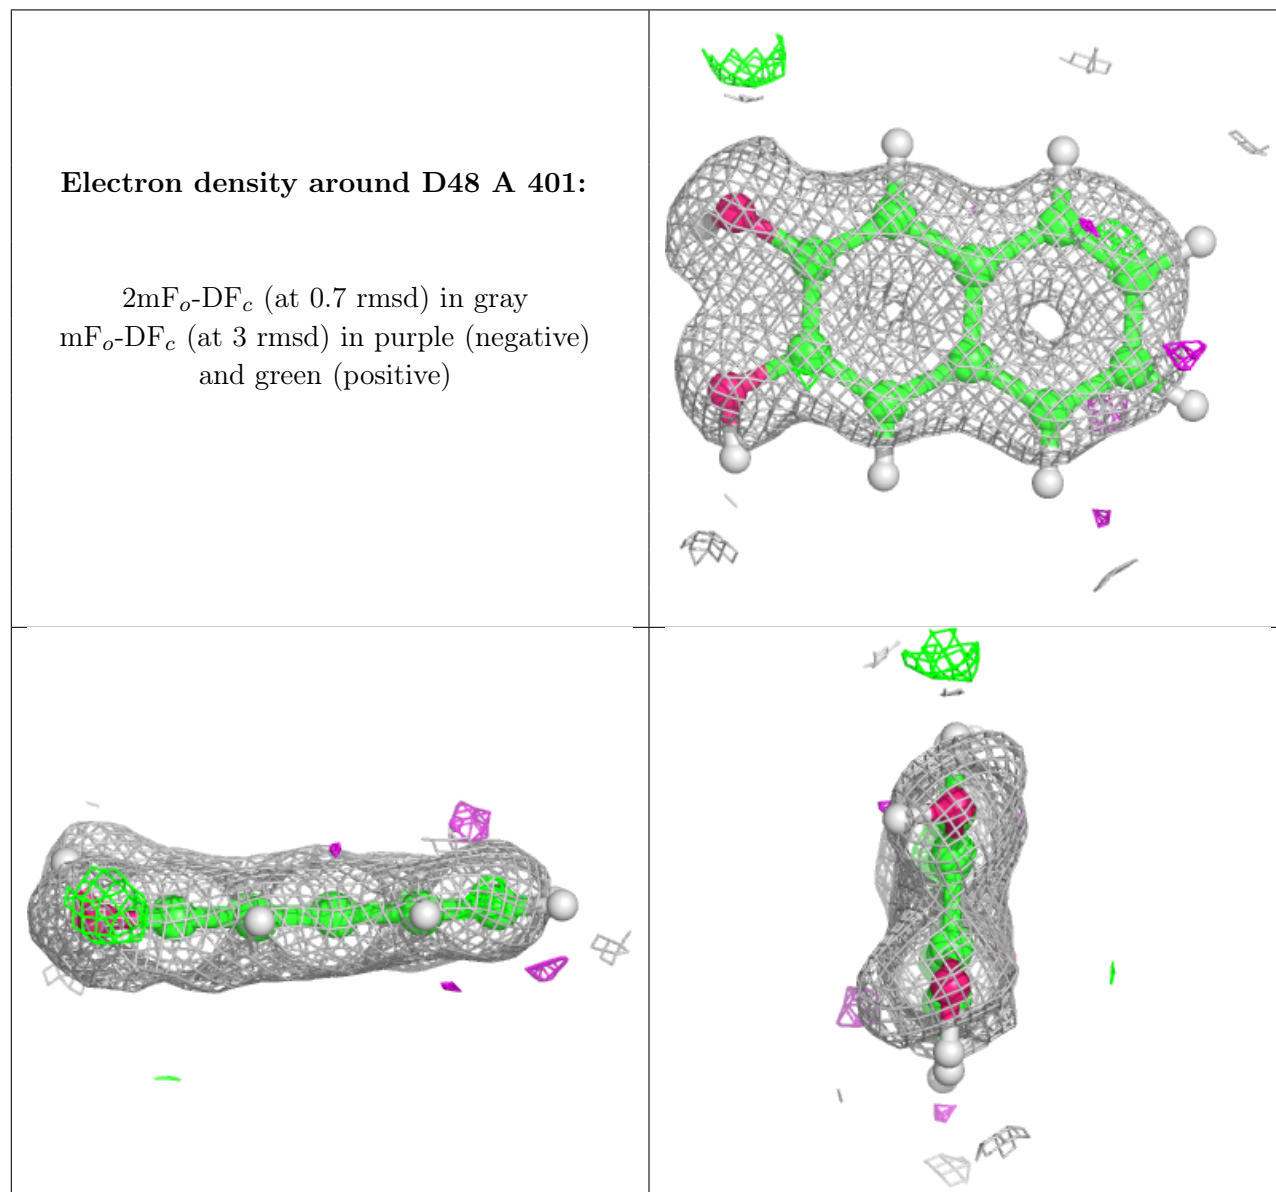 Electron density around D48 A 401:
2mFo-DFc (at 0.7 rmsd) in gray
mFo-DFc (at 3 rmsd) in purple (negative)
and green (positive)